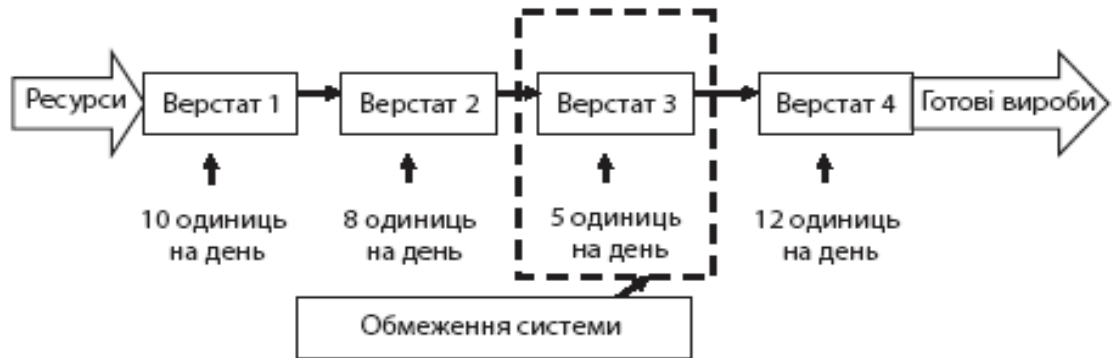 Ресурси
Верстат 1
Верстат 2
Верстат 3
Верстат 4
Готові вироби
10 одиниць
на день
8 одиниць
на день
5 одиниць
на день
12 одиниць
на день
Обмеження системи